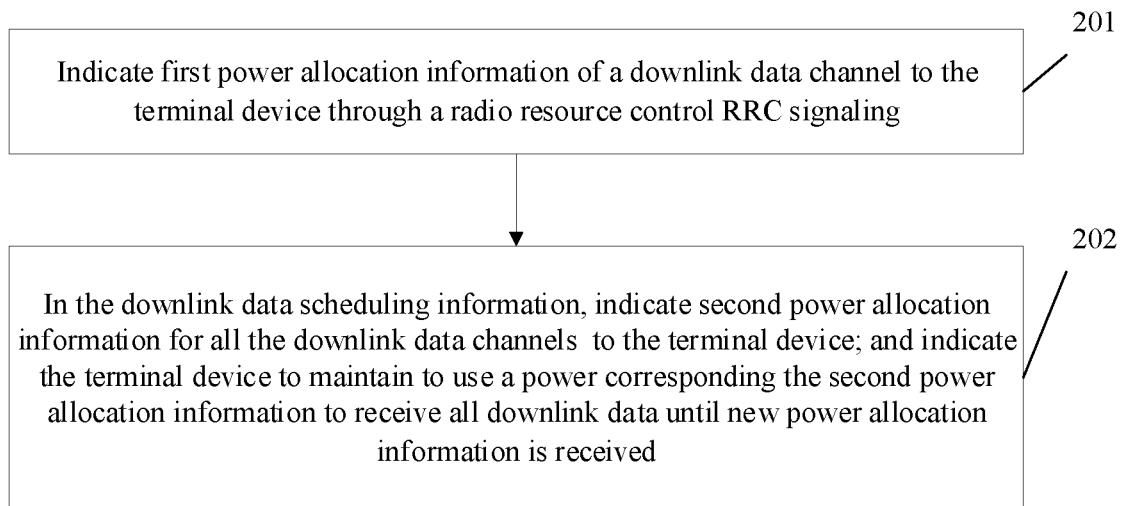 201
Indicate first power allocation information of a downlink data channel to the
terminal device through a radio resource control RRC signaling
202
In the downlink data scheduling information, indicate second power allocation
information for all the downlink data channels to the terminal device; and indicate
the terminal device to maintain to use a power corresponding the second power
allocation information to receive all downlink data until new power allocation
information is received